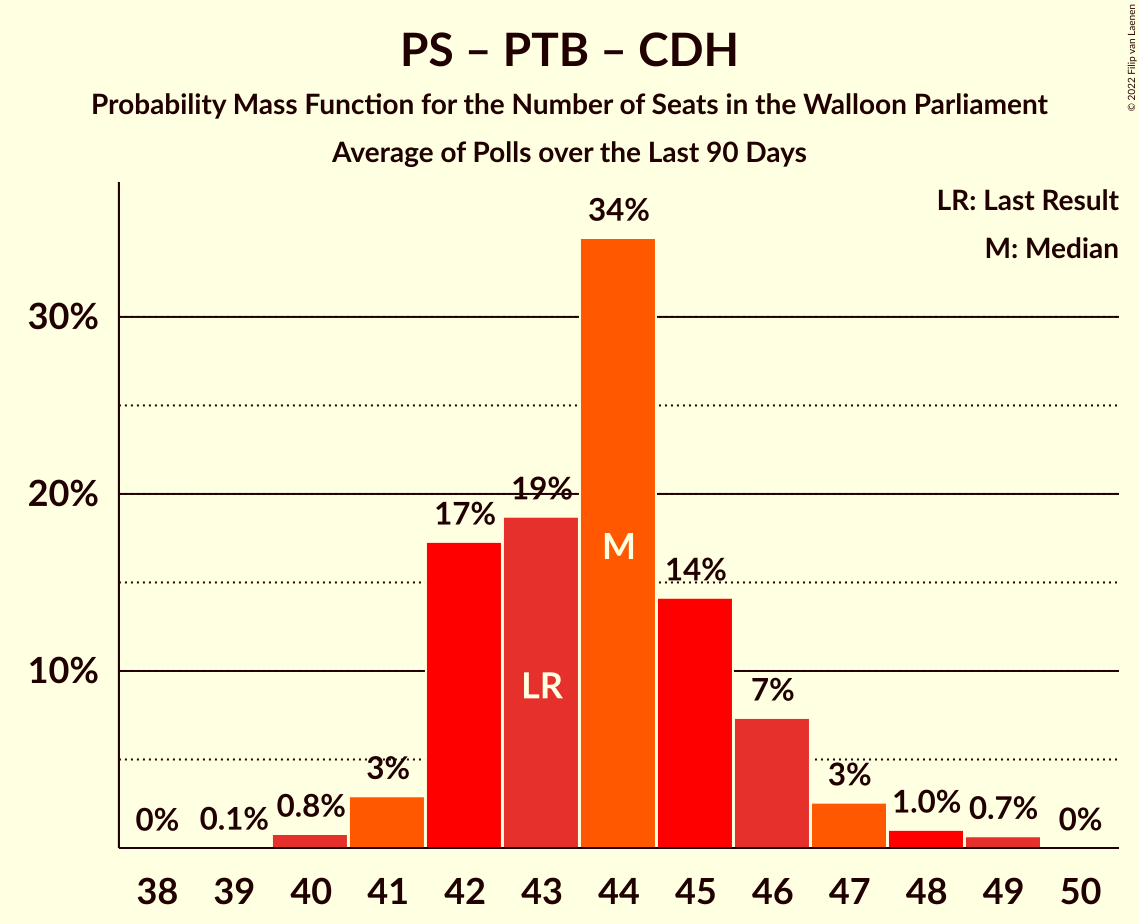 PS – PTB – CDH
Probability Mass Function for the Number of Seats in the Walloon Parliament
Average of Polls over the Last 90 Days
© 2022 Filip van Laenen
LR: Last Result
M: Median
30%
20%
10%
0%
0.1%
0.8%
3%
17%
19%
34%
14%
7%
3%
1.0%
0.7%
0%
LR
M
38 39 40 41 42 43 44 45 46 47 48 49 50